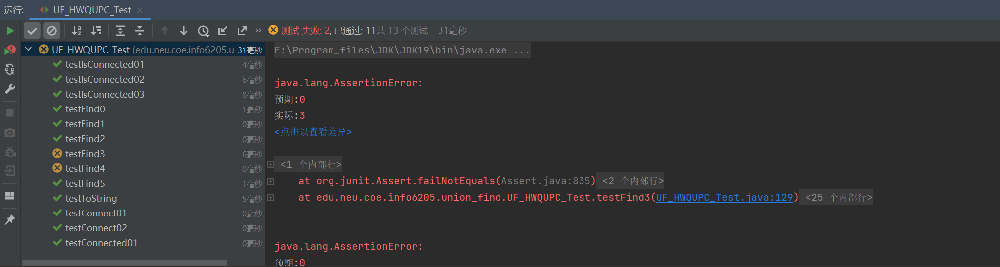 运行: UF_HWQUPC_Test
测试 失败: 2, 已通过: 11共 13 个测试 – 31毫秒
UF_HWQUPC_Test (edu.neu.coe.info6205.u 31毫秒
testIsConnected01 4毫秒
testIsConnected02 6毫秒
testIsConnected03 8毫秒
testFind0 1毫秒
testFind1 0毫秒
testFind2 0毫秒
testFind3 6毫秒
testFind4 0毫秒
testFind5 1毫秒
testToString 5毫秒
testConnect01 0毫秒
testConnect02 0毫秒
testConnected01 0毫秒
E:\Program_files\JDK\JDK19\bin\java.exe ...
java.lang.AssertionError:
预期:0
实际:3
<点击以查看差异>
<1 个内部行>
at org.junit.Assert.failNotEquals(Assert.java:835) <2 个内部行>
at edu.neu.coe.info6205.union_find.UF_HWQUPC_Test.testFind3(UF_HWQUPC_Test.java:129) <25 个内部行>
java.lang.AssertionError:
预期:0